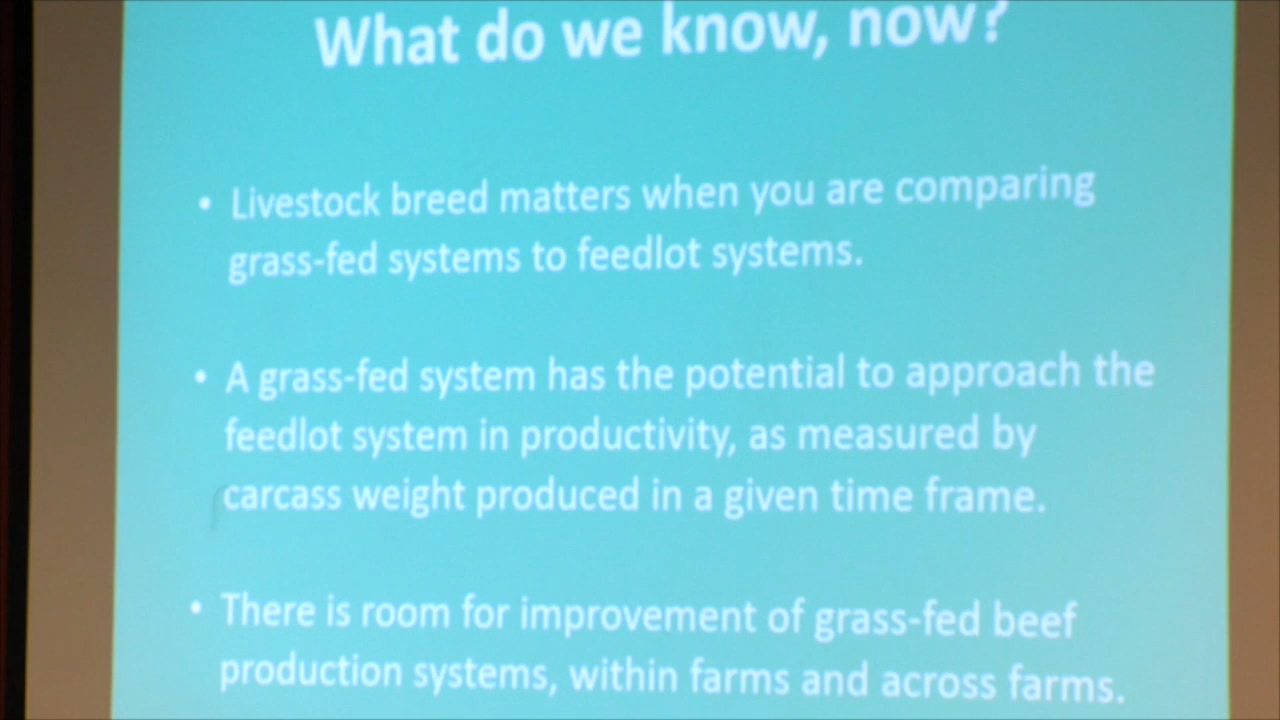 What do we know, now?
• Livestock breed matters when you are comparing
grass-fed systems to feedlot systems.
• A grass-fed system has the potential to approach the
feedlot system in productivity, as measured by
carcass weight produced in a given time frame.
• There is room for improvement of grass-fed beef
production systems, within farms and across farms.